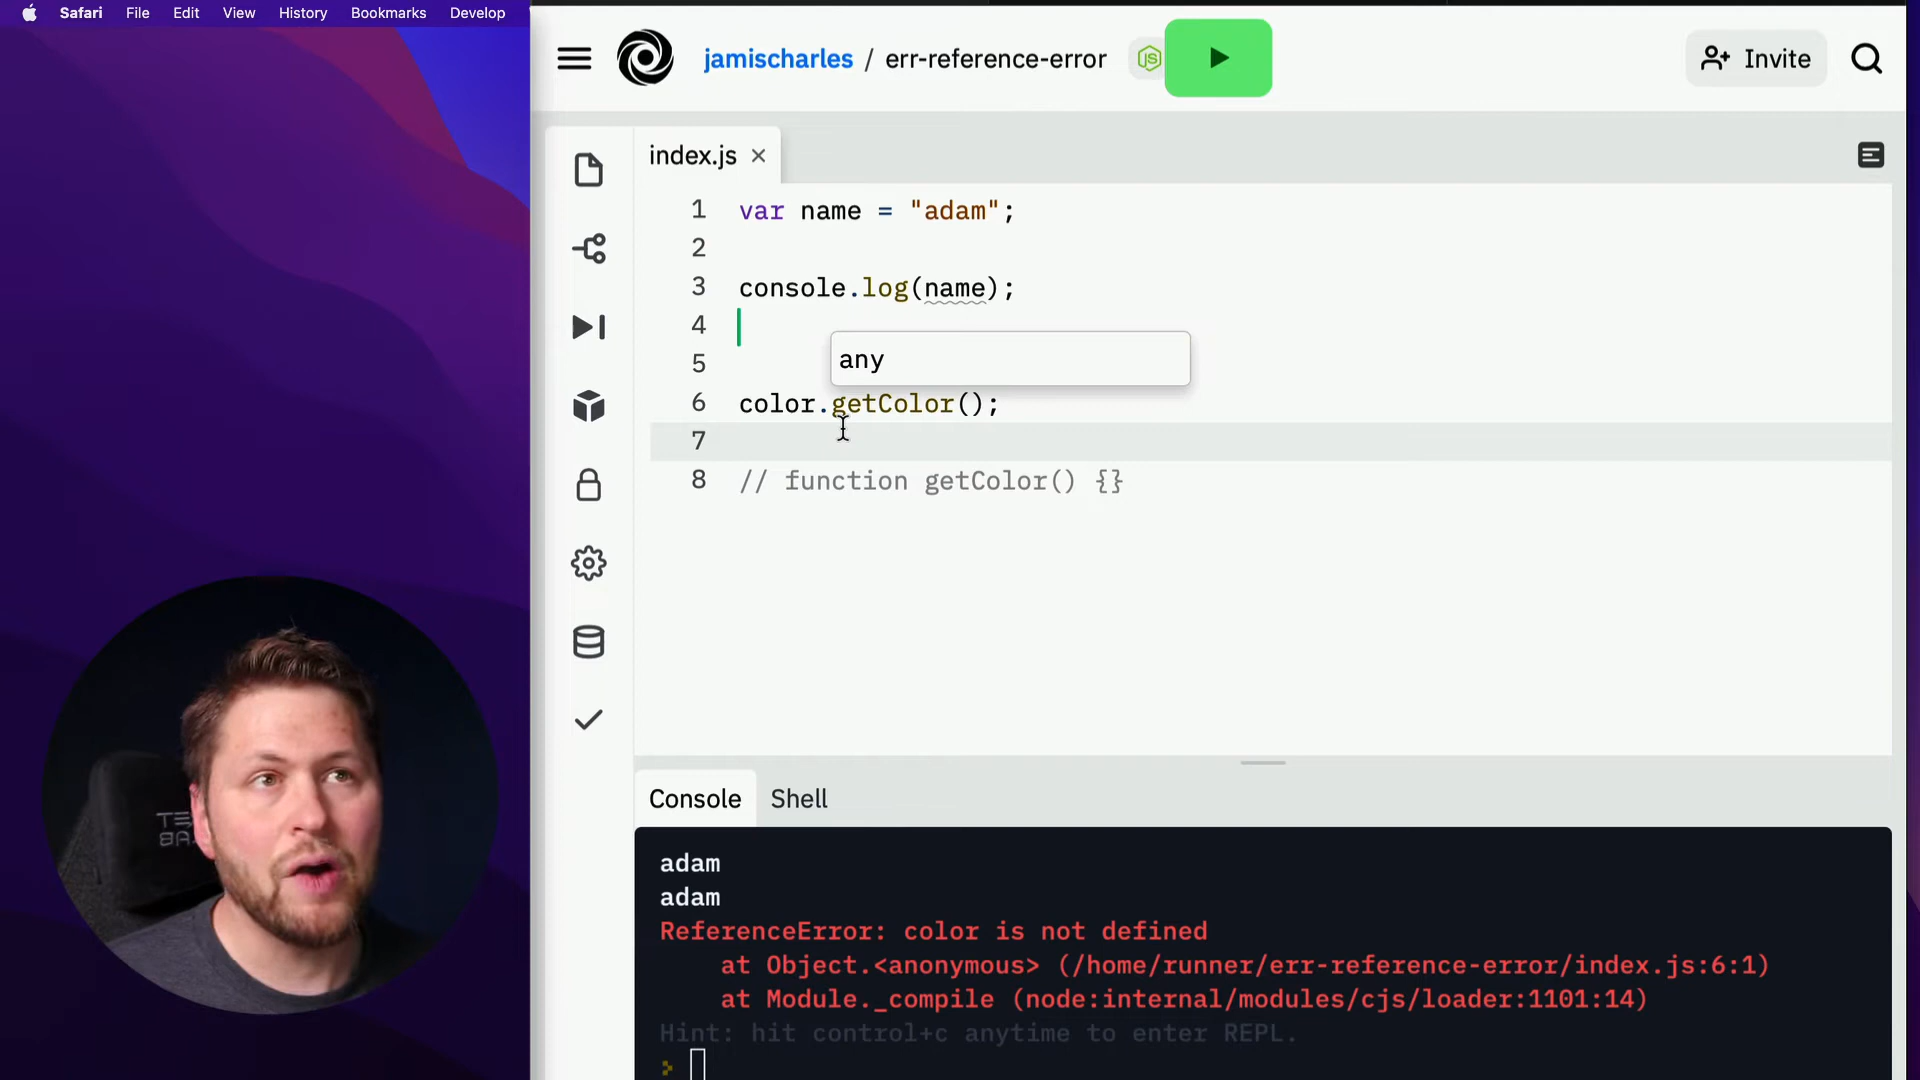 Safari File Edit View History Bookmarks Develop
jamischarles / err-reference-error
JS
Invite
index.js
1 var name = "adam";
2
3 console.log(name);
4
any
5
6 color.getColor();
7
8 // function getColor() {}
Console Shell
adam
adam
ReferenceError: color is not defined
at Object.<anonymous> (/home/runner/err-reference-error/index.js:6:1)
at Module._compile (node:internal/modules/cjs/loader:1101:14)
Hint: hit control+c anytime to enter REPL.
>